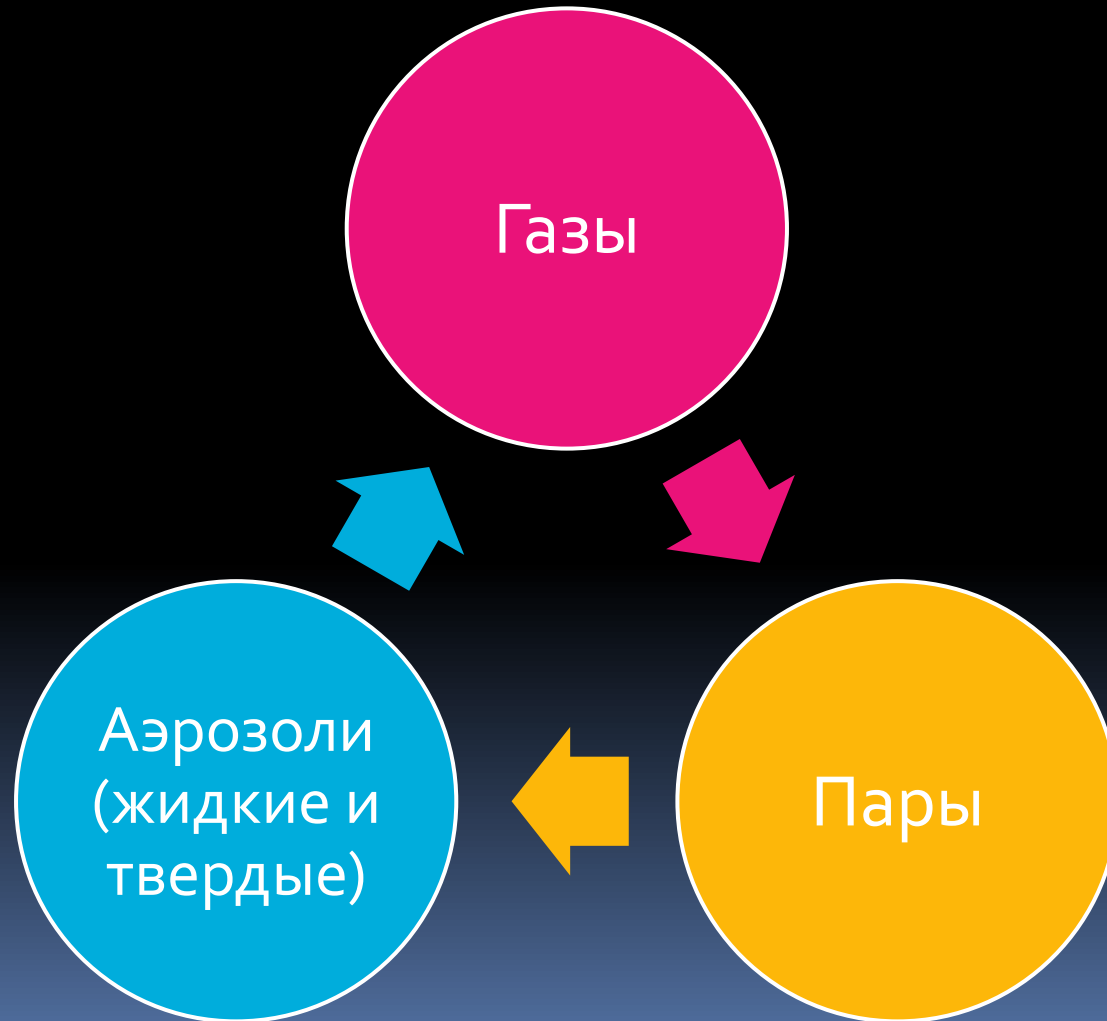 Газы
Аэрозоли
(жидкие и
твердые)
Пары